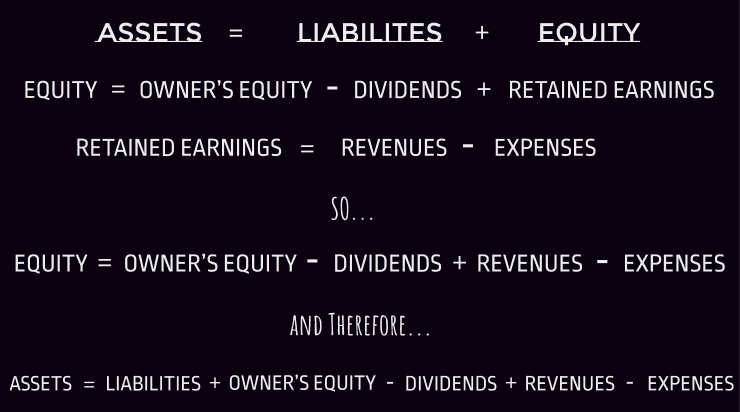 ASSETS = LIABILITES + EQUITY
EQUITY = OWNER'S EQUITY - DIVIDENDS + RETAINED EARNINGS
RETAINED EARNINGS = REVENUES - EXPENSES
SO...
EQUITY = OWNER'S EQUITY - DIVIDENDS + REVENUES - EXPENSES
AND THEREFORE...
ASSETS = LIABILITIES + OWNER'S EQUITY - DIVIDENDS + REVENUES - EXPENSES